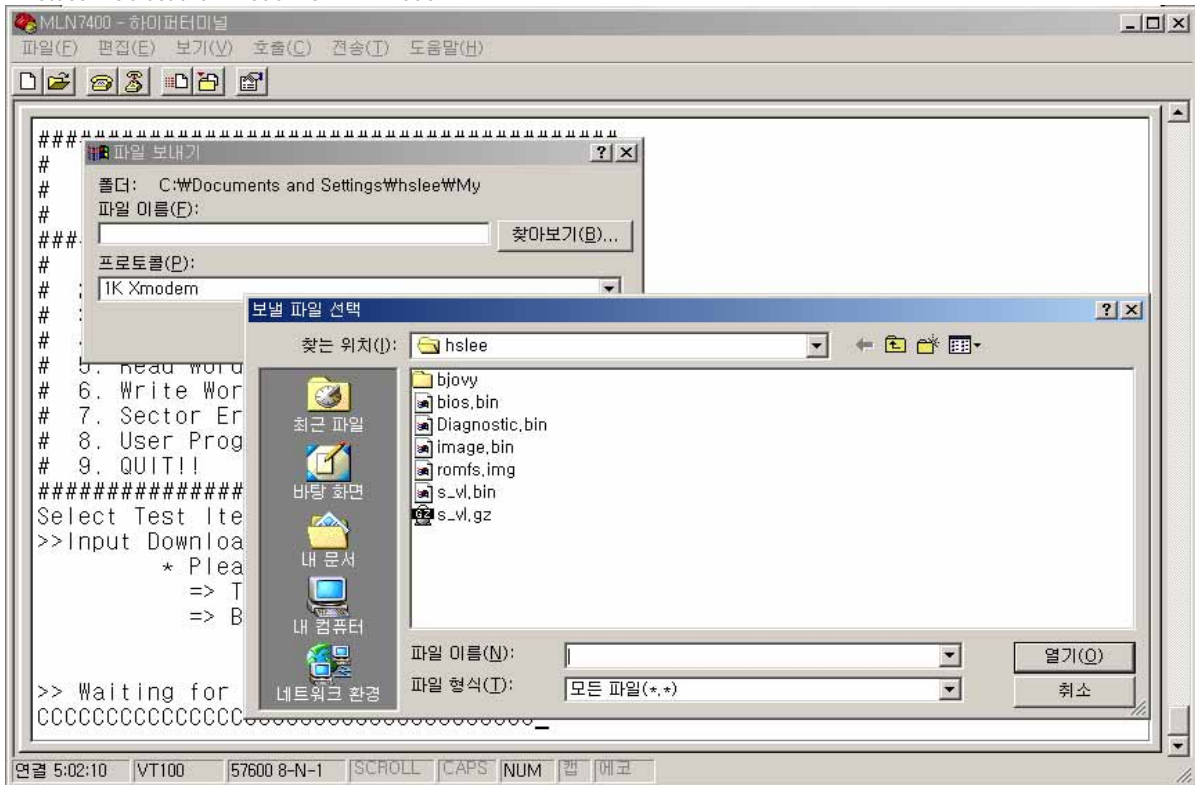 MLN7400 - 하이퍼터미널
파일(F) 편집(E) 보기(V) 호출(C) 전송(T) 도움말(H)
###
#
#
#
###
#
#
#
#
파일 보내기
폴더: C:\Documents and Settings\hslee\My
파일 이름(F):
찾아보기(B)...
프로토콜(P):
1K Xmodem
# 5. Read Word
# 6. Write Wor
# 7. Sector Er
# 8. User Prog
# 9. QUIT!!
###############
Select Test Ite
>>Input Downloa
* Plea
=> T
=> B
>> Waiting for
CCCCCCCCCCCCCCC
보낼 파일 선택
찾는 위치(I): hslee
최근 파일
바탕 화면
내 문서
내 컴퓨터
네트워크 환경
bjovy
bios.bin
Diagnostic.bin
image.bin
romfs.img
s_vl.bin
s_vl.gz
파일 이름(N):
열기(O)
파일 형식(T): 모든 파일(*.*)
취소
연결 5:02:10 VT100 57600 8-N-1 SCROLL CAPS NUM 캡 에코